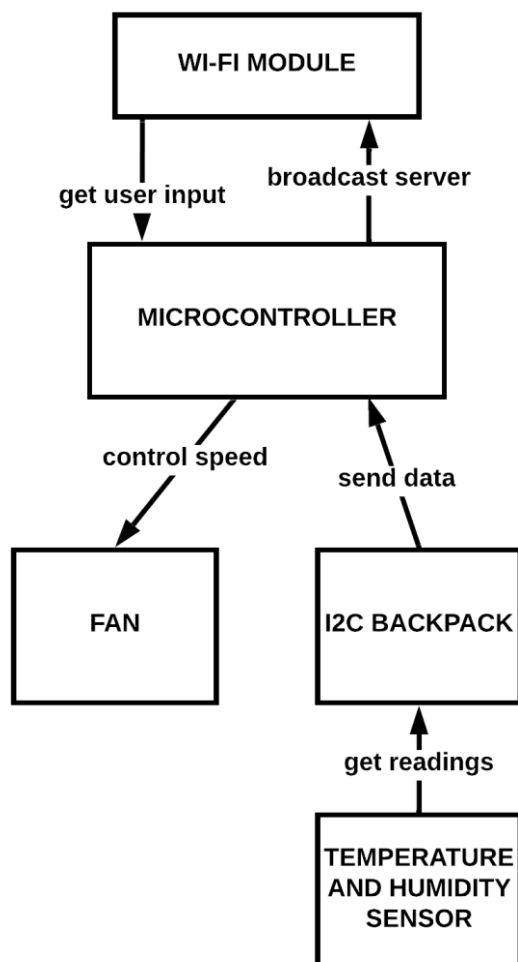 WI-FI MODULE
get user input
broadcast server
MICROCONTROLLER
control speed
send data
FAN
I2C BACKPACK
get readings
TEMPERATURE
AND HUMIDITY
SENSOR